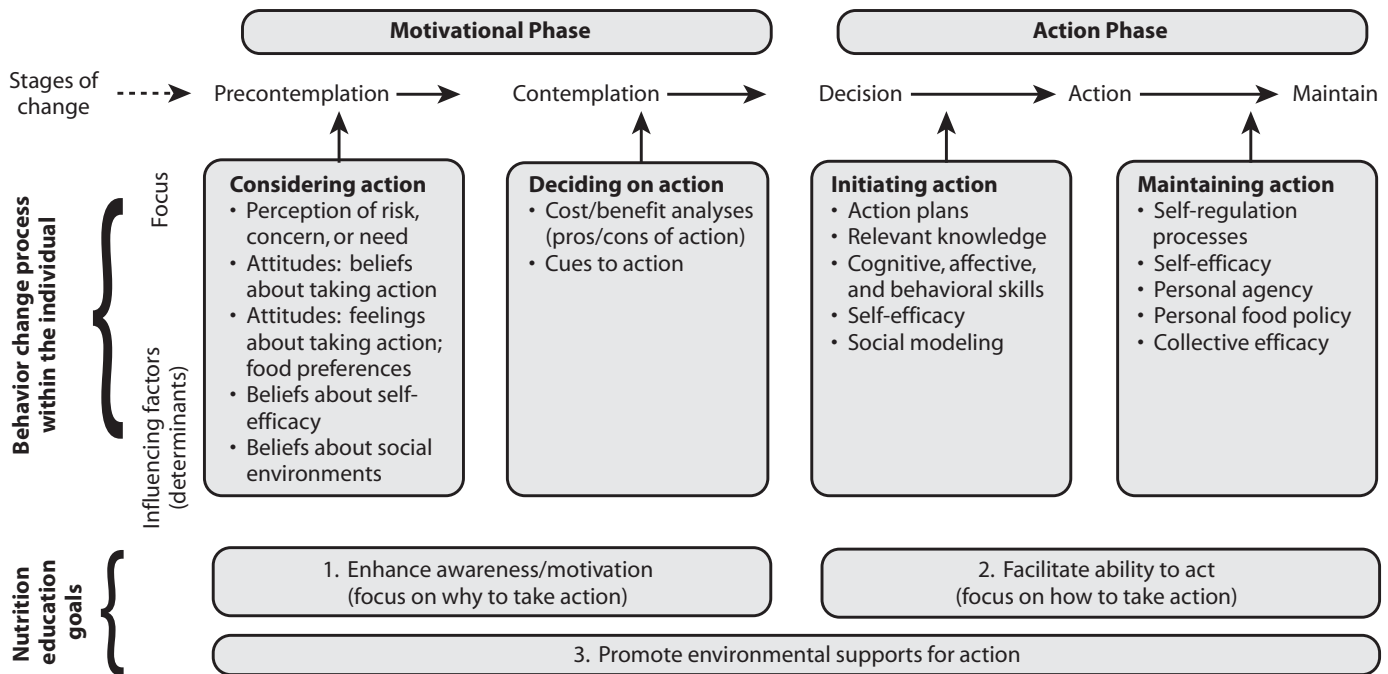 Motivational Phase
Action Phase
Stages of
change
Precontemplation
Contemplation
Decision
Action
Maintain
Behavior change process
within the individual
Focus
Influencing factors
(determinants)
Considering action
• Perception of risk,
concern, or need
• Attitudes: beliefs
about taking action
• Attitudes: feelings
about taking action;
food preferences
• Beliefs about self-
efficacy
• Beliefs about social
environments
Deciding on action
• Cost/benefit analyses
(pros/cons of action)
• Cues to action
Initiating action
• Action plans
• Relevant knowledge
• Cognitive, affective,
and behavioral skills
• Self-efficacy
• Social modeling
Maintaining action
• Self-regulation
processes
• Self-efficacy
• Personal agency
• Personal food policy
• Collective efficacy
Nutrition
education
goals
1. Enhance awareness/motivation
(focus on why to take action)
2. Facilitate ability to act
(focus on how to take action)
3. Promote environmental supports for action